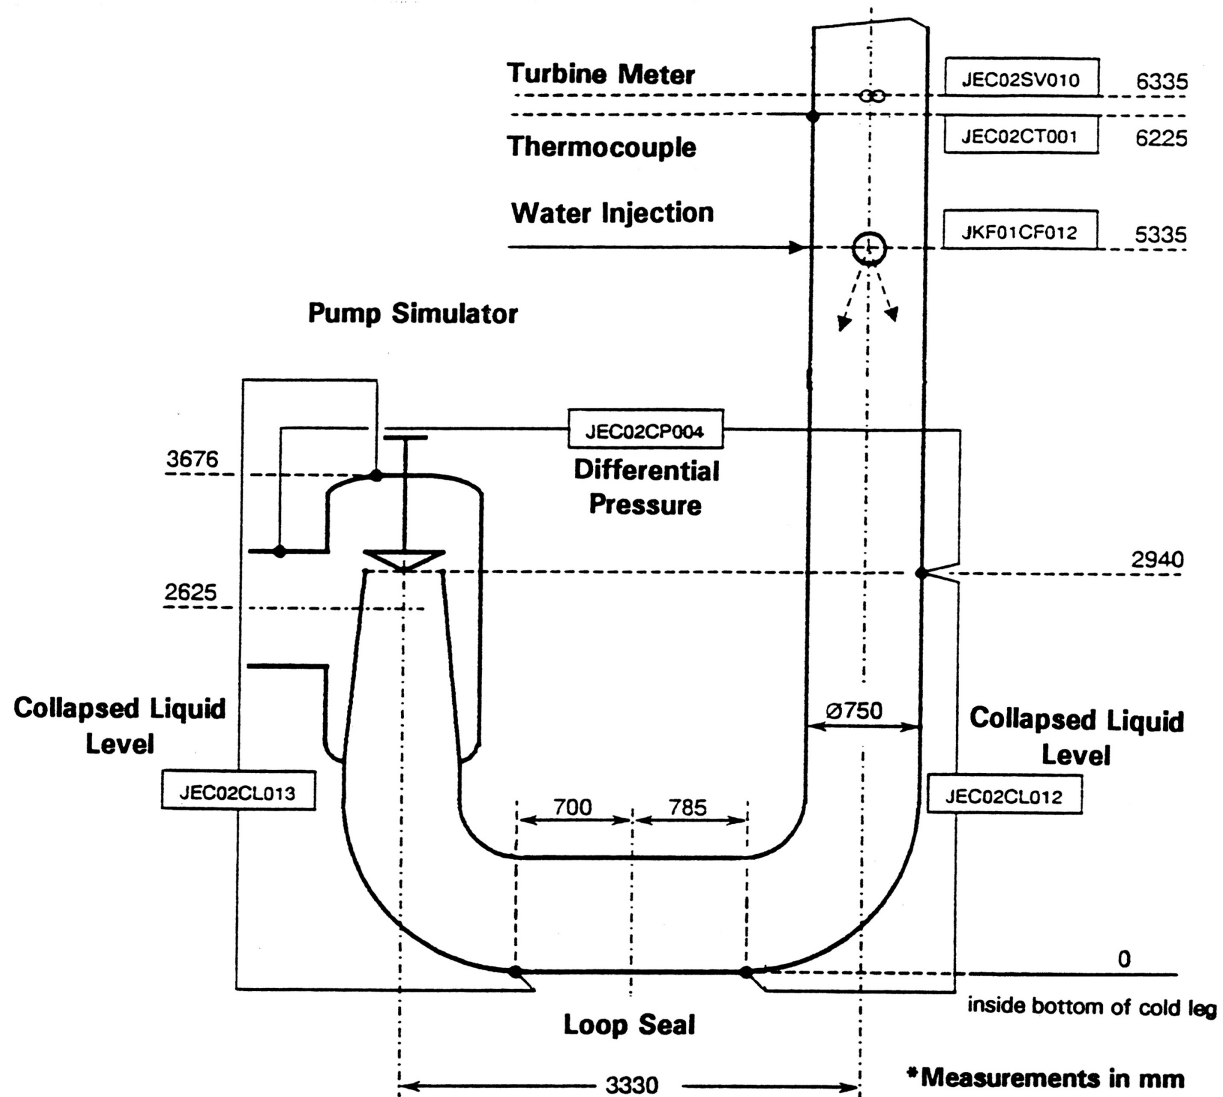 Turbine Meter
JEC02SV010
6335
Thermocouple
JEC02CT001
6225
Water Injection
JKF01CF012
5335
Pump Simulator
JEC02CP004
Differential
Pressure
3676
2940
2625
Ø750
Collapsed Liquid
Level
Collapsed Liquid
Level
JEC02CL013
700
785
JEC02CL012
0
inside bottom of cold leg
Loop Seal
3330
*Measurements in mm